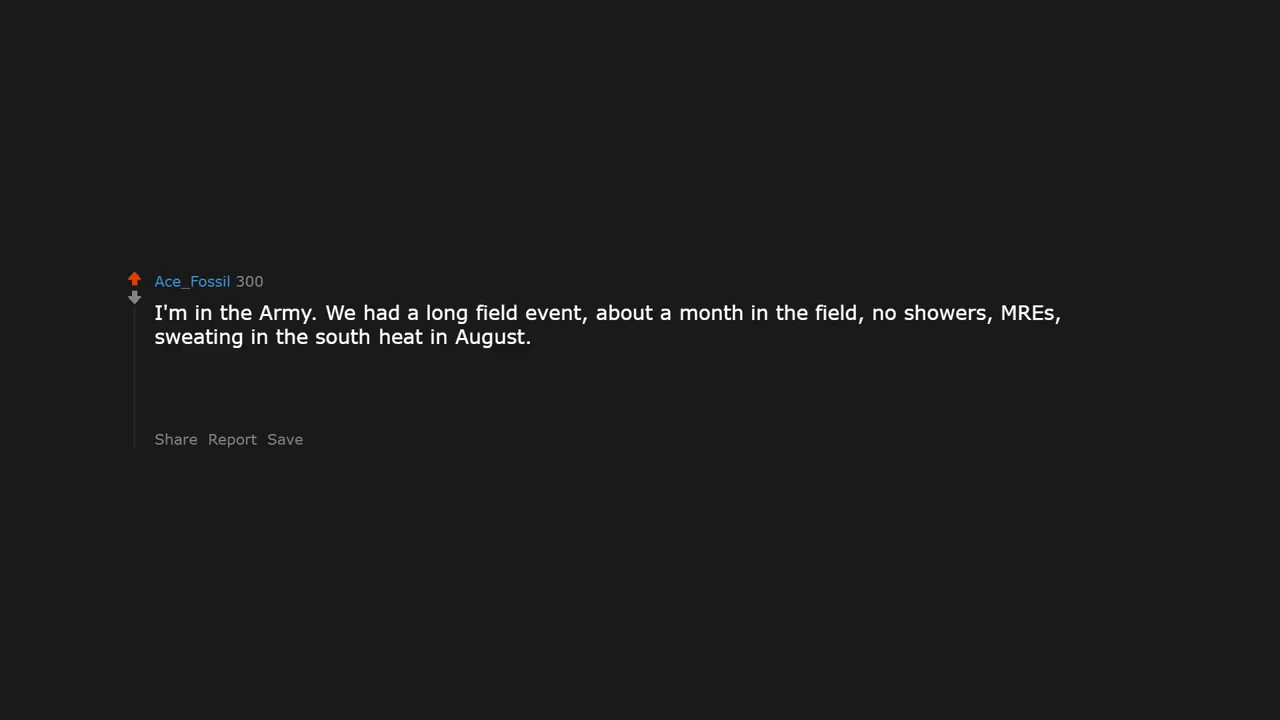 Ace_Fossil 300
I'm in the Army. We had a long field event, about a month in the field, no showers, MREs,
sweating in the south heat in August.
Share Report Save